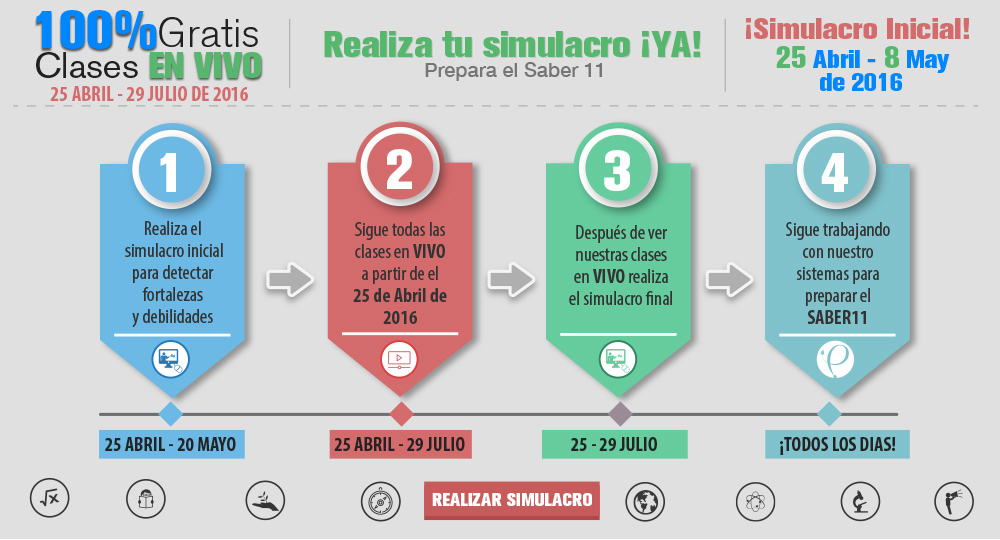 100% Gratis
Clases EN VIVO
25 ABRIL - 29 JULIO DE 2016
Realiza tu simulacro ¡YA!
Prepara el Saber 11
¡Simulacro Inicial!
25 Abril - 8 May
de 2016
1
Realiza el
simulacro inicial
para detectar
fortalezas
y debilidades
2
Sigue todas las
clases en VIVO
a partir de el
25 de Abril de
2016
3
Después de ver
nuestras clases
en VIVO realiza
el simulacro final
4
Sigue trabajando
con nuestro
sistemas para
preparar el
SABER11
25 ABRIL - 20 MAYO
25 ABRIL - 29 JULIO
25 - 29 JULIO
¡TODOS LOS DIAS!
√x
REALIZAR SIMULACRO